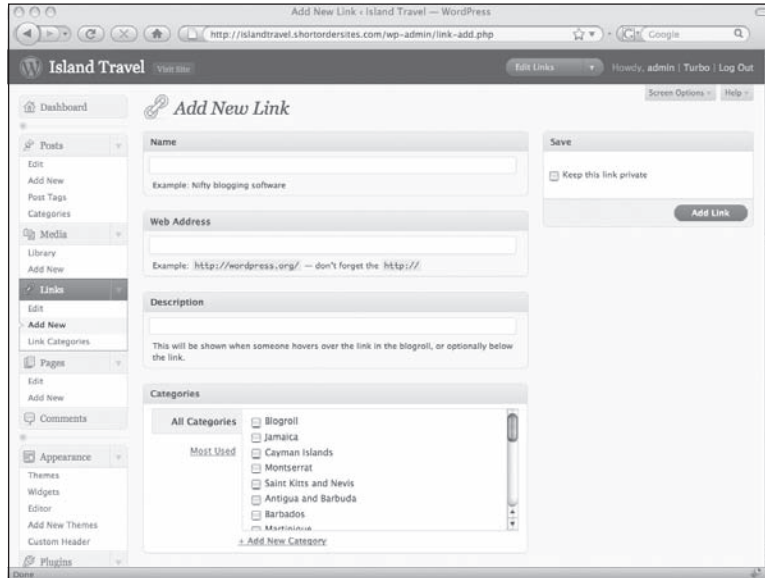 Add New Link ‹ Island Travel — WordPress
http://islandtravel.shortordersites.com/wp-admin/link-add.php
Google
Island Travel
Visit Site
Edit Links
Howdy, admin | Turbo | Log Out
Screen Options
Help
Dashboard
Posts
Edit
Add New
Post Tags
Categories
Media
Library
Add New
Links
Edit
Add New
Link Categories
Pages
Edit
Add New
Comments
Appearance
Themes
Widgets
Editor
Add New Themes
Custom Header
Plugins
Add New Link
Name
Example: Nifty blogging software
Web Address
Example: http://wordpress.org/ — don't forget the http://
Description
This will be shown when someone hovers over the link in the blogroll, or optionally below
the link.
Categories
All Categories
Most Used
Blogroll
Jamaica
Cayman Islands
Montserrat
Saint Kitts and Nevis
Antigua and Barbuda
Barbados
Martinique
+ Add New Category
Save
Keep this link private
Add Link
Done